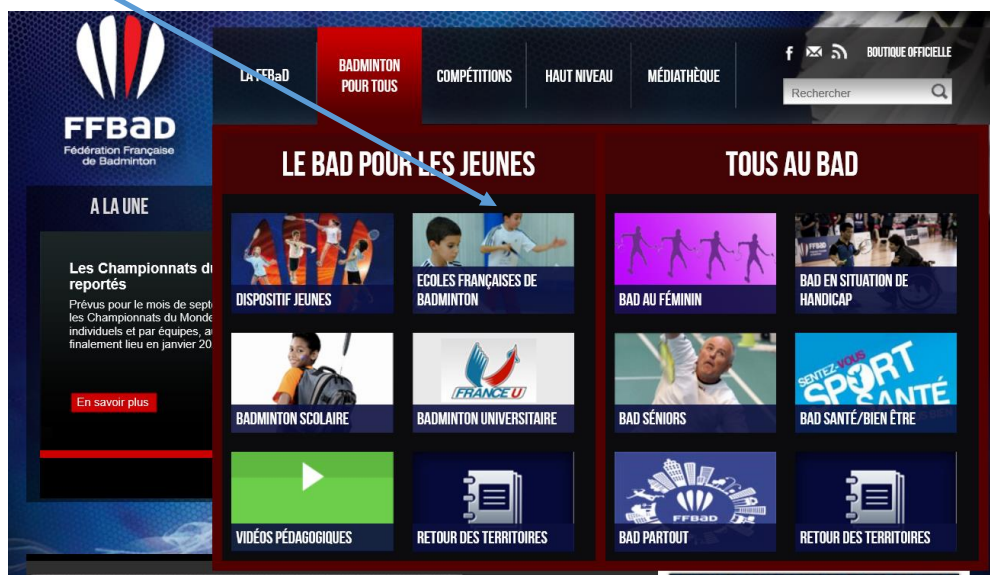 LA FFBaD
BADMINTON
POUR TOUS
COMPÉTITIONS
HAUT NIVEAU
MÉDIATHÈQUE
f
BOUTIQUE OFFICIELLE
Rechercher
FFBaD
Fédération Française
de Badminton
LE BAD POUR LES JEUNES
TOUS AU BAD
A LA UNE
Les Championnats du
reportés
Prévus pour le mois de sept
les Championnats du Monde
individuels et par équipes, au
finalement lieu en janvier 20
En savoir plus
DISPOSITIF JEUNES
ECOLES FRANÇAISES DE
BADMINTON
BAD AU FÉMININ
FFBaD
BAD EN SITUATION DE
HANDICAP
BADMINTON SCOLAIRE
FRANCE U
BADMINTON UNIVERSITAIRE
BAD SÉNIORS
SENTEZ-VOUS
SPORT
SANTÉ
BAD SANTÉ/BIEN ÊTRE
VIDÉOS PÉDAGOGIQUES
RETOUR DES TERRITOIRES
FFBaD
BAD PARTOUT
RETOUR DES TERRITOIRES